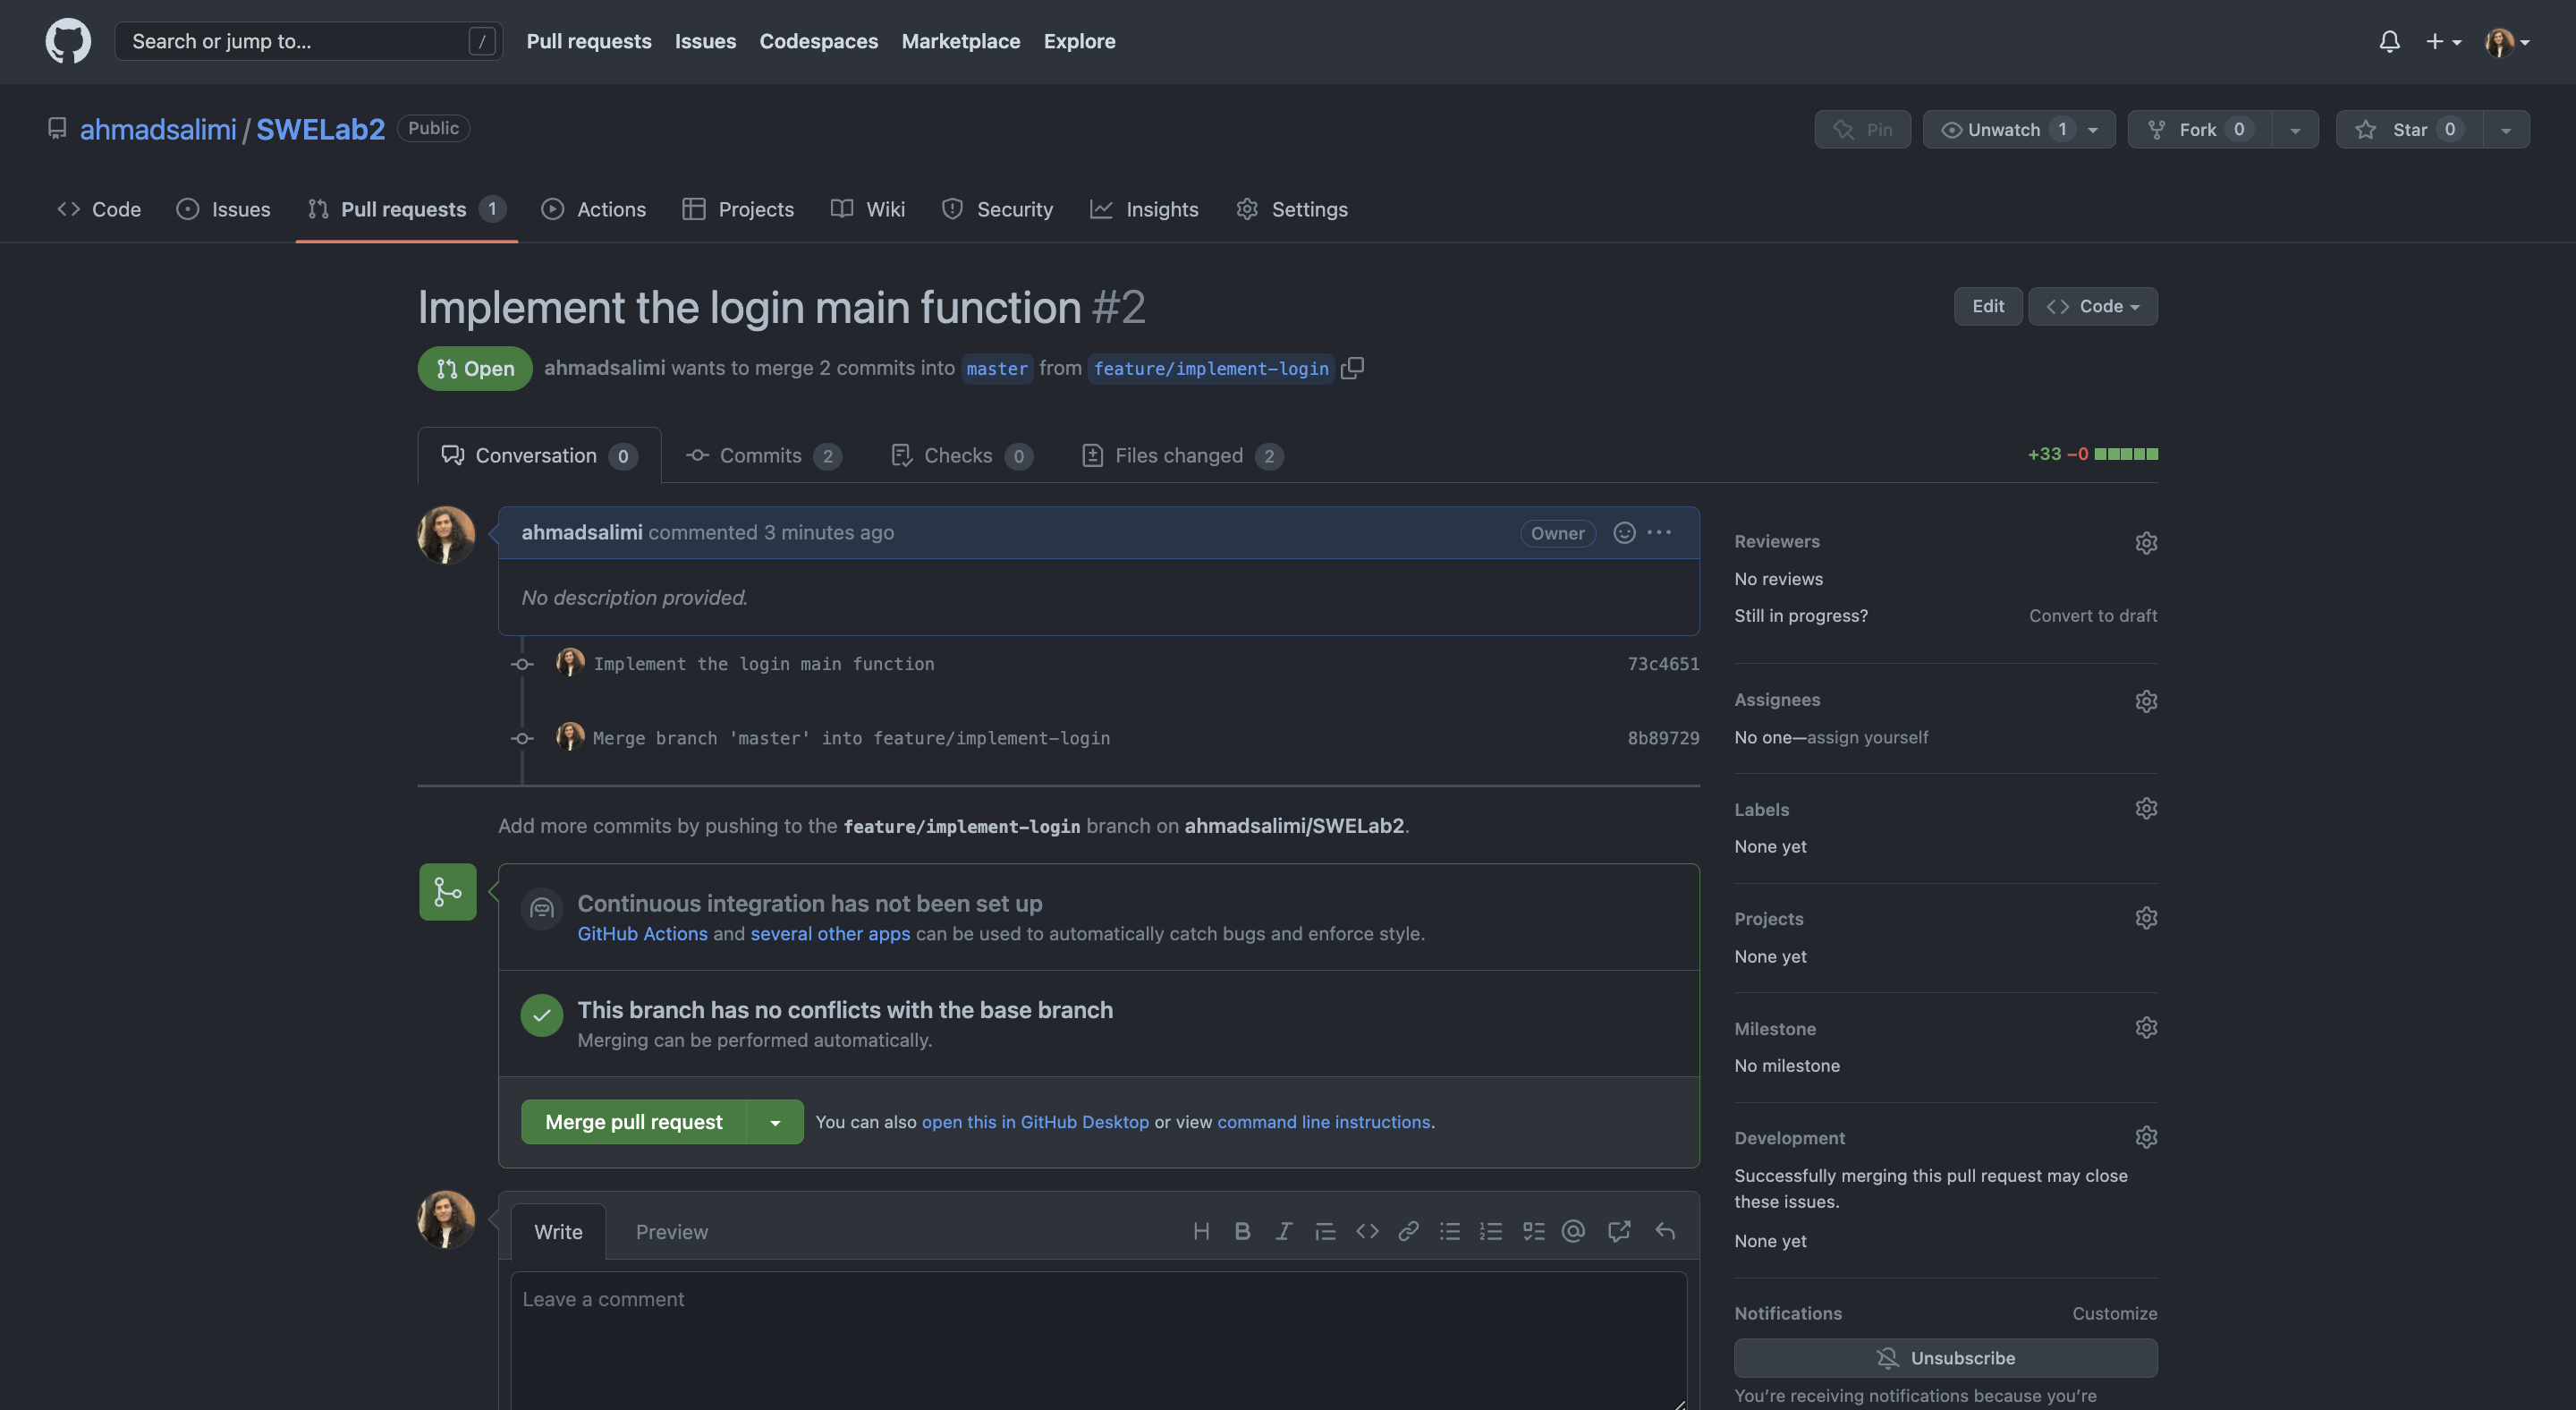 Search or jump to... /
Pull requests Issues Codespaces Marketplace Explore
ahmadsalimi / SWELab2 Public
Pin Unwatch 1 Fork 0 Star 0
Code Issues Pull requests 1 Actions Projects Wiki Security Insights Settings
Implement the login main function #2
Edit Code
Open ahmadsalimi wants to merge 2 commits into master from feature/implement-login
Conversation 0 Commits 2 Checks 0 Files changed 2
+33 −0
ahmadsalimi commented 3 minutes ago Owner
No description provided.
Implement the login main function 73c4651
Merge branch 'master' into feature/implement-login 8b89729
Add more commits by pushing to the feature/implement-login branch on ahmadsalimi/SWELab2.
Continuous integration has not been set up
GitHub Actions and several other apps can be used to automatically catch bugs and enforce style.
This branch has no conflicts with the base branch
Merging can be performed automatically.
Merge pull request You can also open this in GitHub Desktop or view command line instructions.
Write Preview
Leave a comment
Reviewers
No reviews
Still in progress? Convert to draft
Assignees
No one—assign yourself
Labels
None yet
Projects
None yet
Milestone
No milestone
Development
Successfully merging this pull request may close
these issues.
None yet
Notifications Customize
Unsubscribe
You're receiving notifications because you're